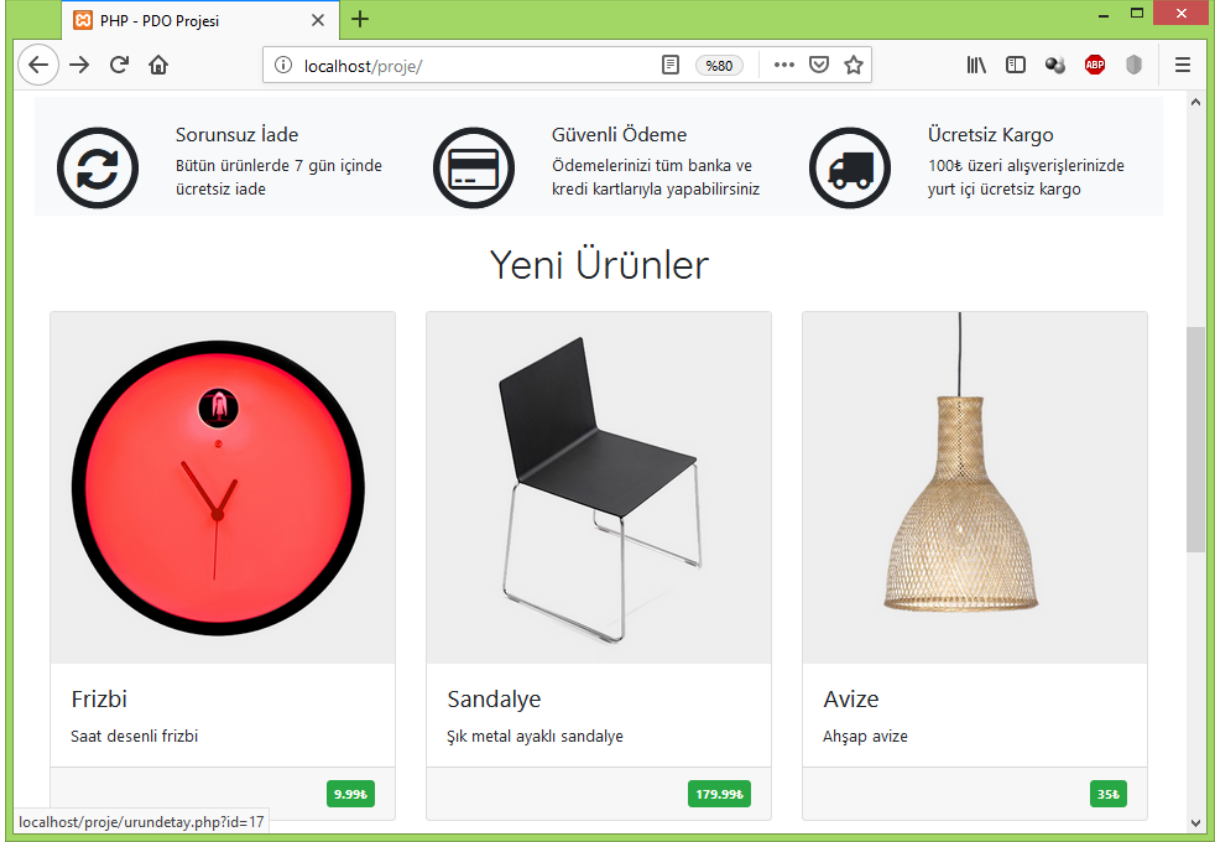 PHP - PDO Projesi
localhost/proje/
%80
ABP
Sorunsuz İade
Bütün ürünlerde 7 gün içinde
ücretsiz iade
Güvenli Ödeme
Ödemelerinizi tüm banka ve
kredi kartlarıyla yapabilirsiniz
Ücretsiz Kargo
100₺ üzeri alışverişlerinizde
yurt içi ücretsiz kargo
Yeni Ürünler
Frizbi
Saat desenli frizbi
9.99₺
Sandalye
Şık metal ayaklı sandalye
179.99₺
Avize
Ahşap avize
35₺
localhost/proje/urundetay.php?id=17